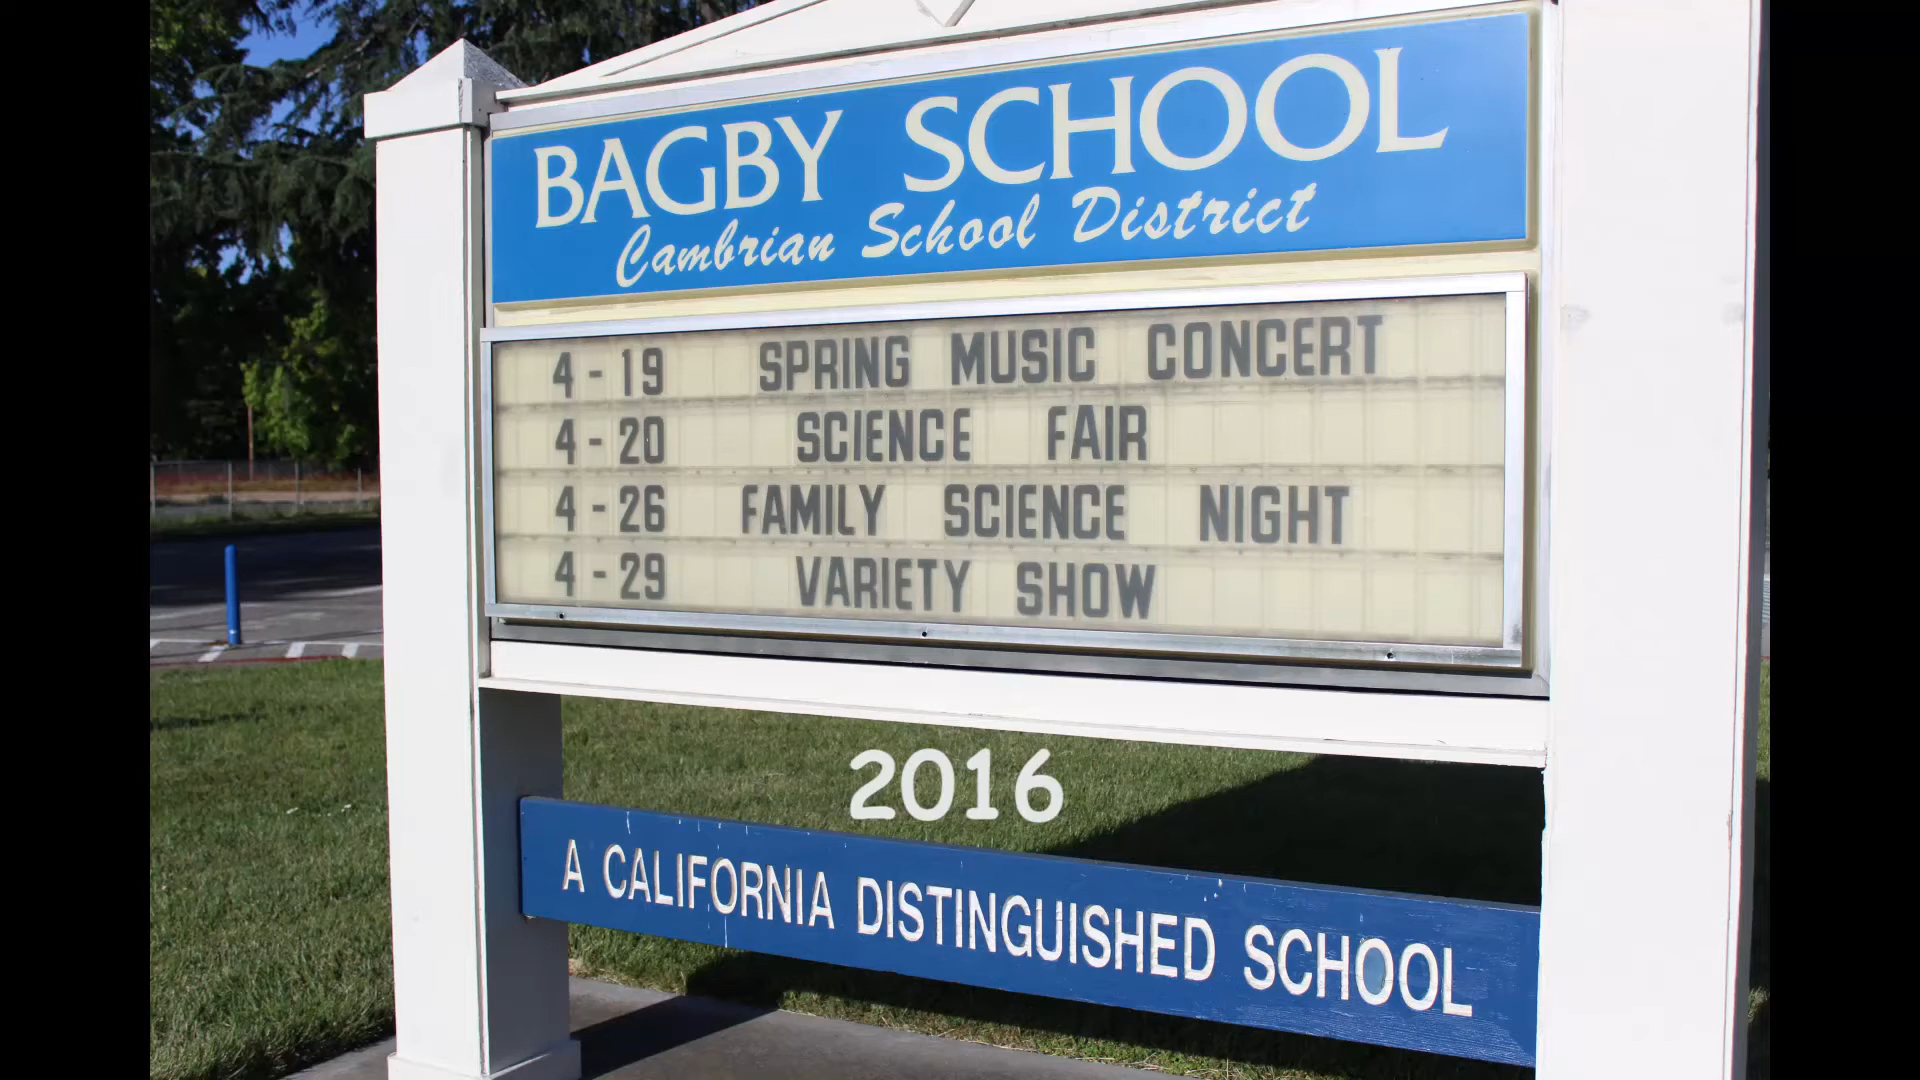 BAGBY SCHOOL
Cambrian School District
4-19 SPRING MUSIC CONCERT
4-20 SCIENCE FAIR
4-26 FAMILY SCIENCE NIGHT
4-29 VARIETY SHOW
2016
A CALIFORNIA DISTINGUISHED SCHOOL